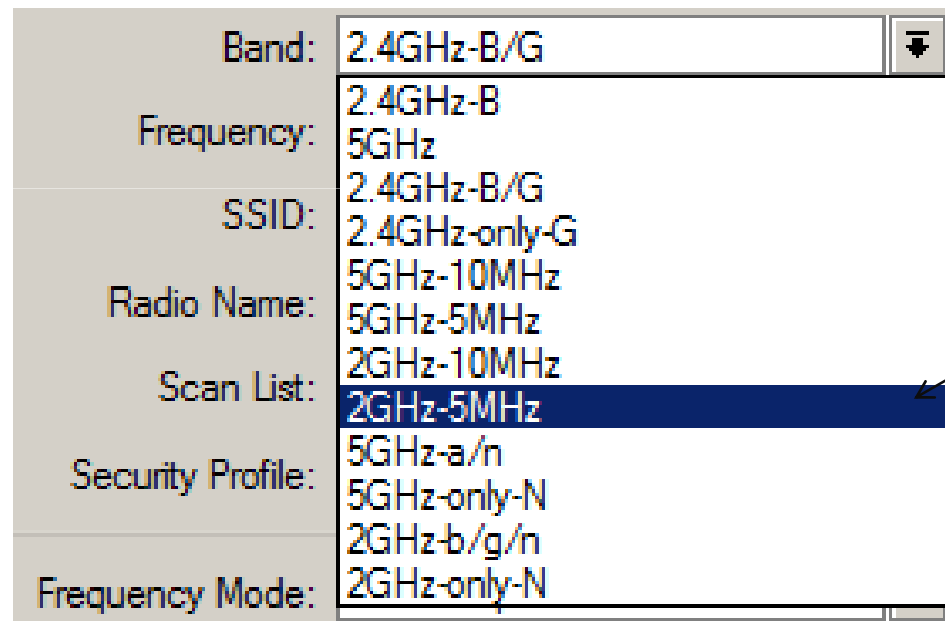 Band: 2.4GHz-B/G
2.4GHz-B
Frequency:
5GHz
2.4GHz-B/G
SSID:
2.4GHz-only-G
5GHz-10MHz
Radio Name:
5GHz-5MHz
2GHz-10MHz
Scan List:
2GHz-5MHz
5GHz-a/n
Security Profile:
5GHz-only-N
2GHz-b/g/n
Frequency Mode:
2GHz-only-N